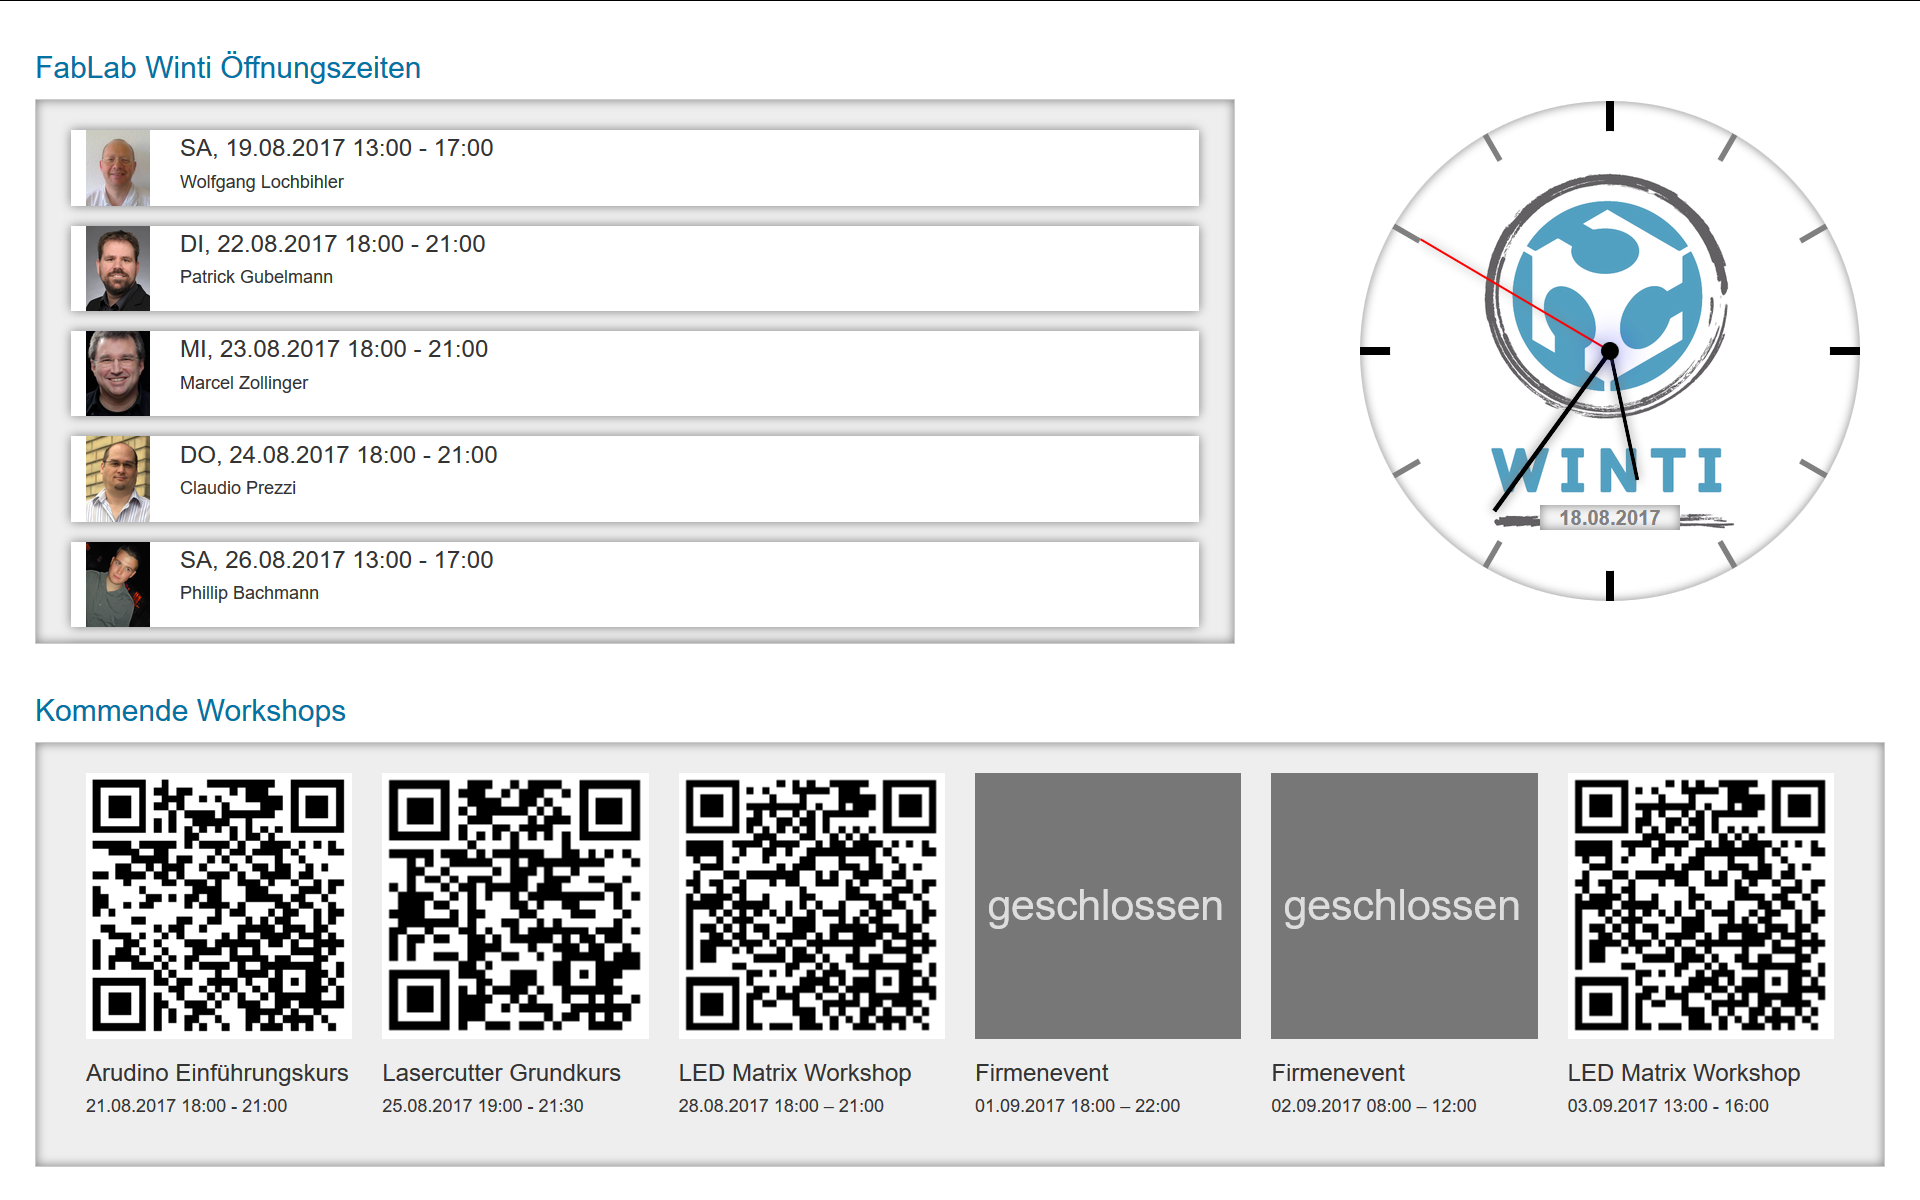 FabLab Winti Öffnungszeiten
SA, 19.08.2017 13:00 - 17:00
Wolfgang Lochbihler
DI, 22.08.2017 18:00 - 21:00
Patrick Gubelmann
MI, 23.08.2017 18:00 - 21:00
Marcel Zollinger
DO, 24.08.2017 18:00 - 21:00
Claudio Prezzi
SA, 26.08.2017 13:00 - 17:00
Phillip Bachmann
WINTI
18.08.2017
Kommende Workshops
geschlossen
geschlossen
Arudino Einführungskurs
21.08.2017 18:00 - 21:00
Lasercutter Grundkurs
25.08.2017 19:00 - 21:30
LED Matrix Workshop
28.08.2017 18:00 – 21:00
Firmenevent
01.09.2017 18:00 – 22:00
Firmenevent
02.09.2017 08:00 – 12:00
LED Matrix Workshop
03.09.2017 13:00 - 16:00